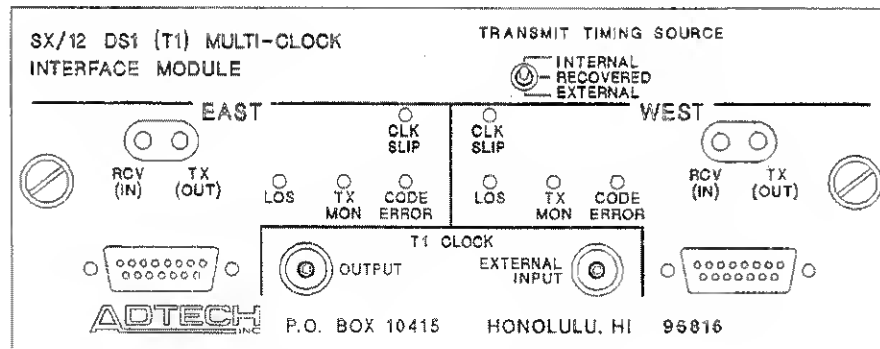 SX/12 DS1 (T1) MULTI-CLOCK
INTERFACE MODULE
TRANSMIT TIMING SOURCE
INTERNAL
RECOVERED
EXTERNAL
EAST
WEST
CLK
SLIP
CLK
SLIP
RCV
(IN)
TX
(OUT)
LOS
TX
MON
CODE
ERROR
LOS
TX
MON
CODE
ERROR
RCV
(IN)
TX
(OUT)
T1 CLOCK
OUTPUT
EXTERNAL
INPUT
ADTECH INC
P.O. BOX 10415 HONOLULU, HI 96816